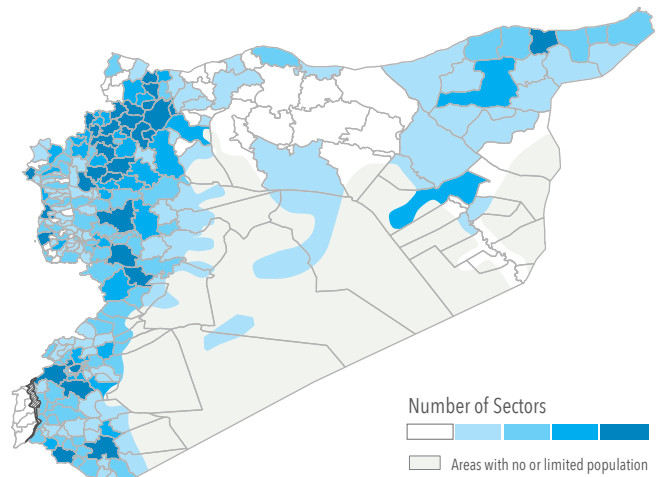 Number of Sectors
Areas with no or limited population